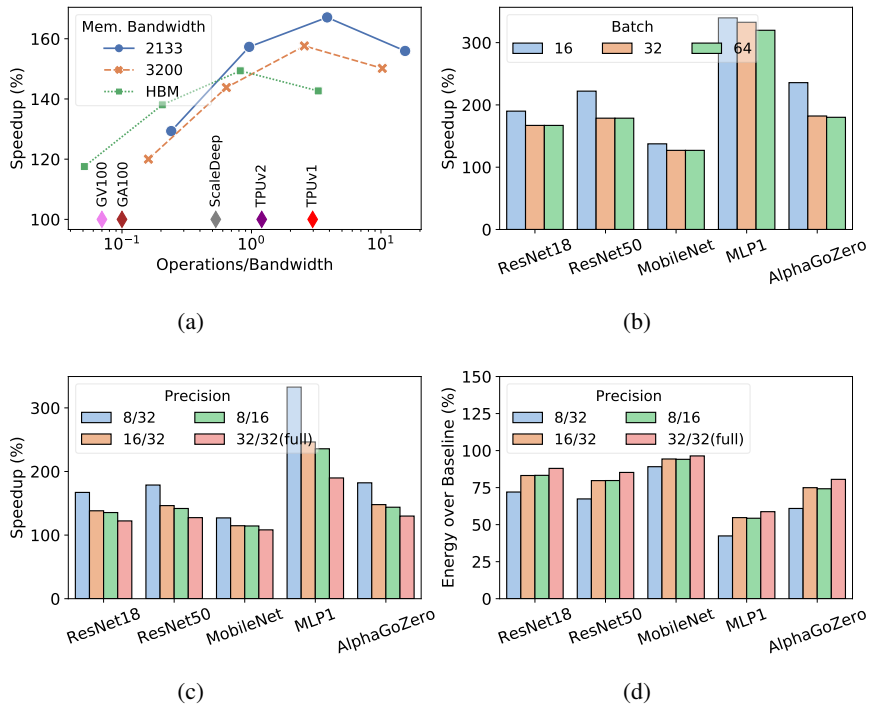 Mem. Bandwidth
2133
3200
HBM
160
140
120
100
Speedup (%)
GV100
GA100
ScaleDeep
TPUv2
TPUv1
10⁻¹
10⁰
10¹
Operations/Bandwidth
(a)
Batch
16
32
64
300
200
100
0
Speedup (%)
ResNet18
ResNet50
MobileNet
MLP1
AlphaGoZero
(b)
Precision
8/32
8/16
16/32
32/32(full)
300
200
100
0
Speedup (%)
ResNet18
ResNet50
MobileNet
MLP1
AlphaGoZero
(c)
Precision
8/32
8/16
16/32
32/32(full)
150
125
100
75
50
25
0
Energy over Baseline (%)
ResNet18
ResNet50
MobileNet
MLP1
AlphaGoZero
(d)